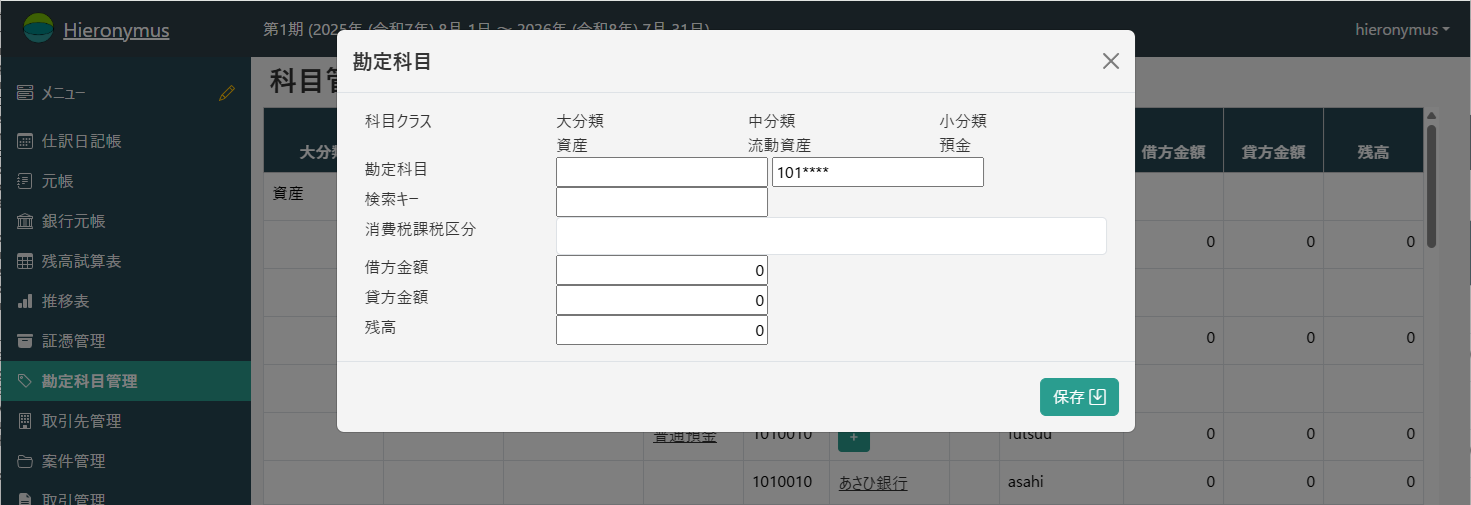 Hieronymus
第1期 (2025年 (令和7年) 8月 1日 ～ 2026年 (令和8年) 7月 31日)
hieronymus
勘定科目
科目管
メニュー
科目クラス 大分類 中分類 小分類
資産 流動資産 預金
勘定科目 101****
検索キー
消費税課税区分
借方金額 0
貸方金額 0
残高 0
保存
仕訳日記帳
元帳
銀行元帳
残高試算表
推移表
証憑管理
勘定科目管理
取引先管理
案件管理
取引管理
大分類 借方金額 貸方金額 残高
資産
0 0 0
0 0 0
普通預金 1010010 + futsuu 0 0 0
1010010 あさひ銀行 asahi 0 0 0